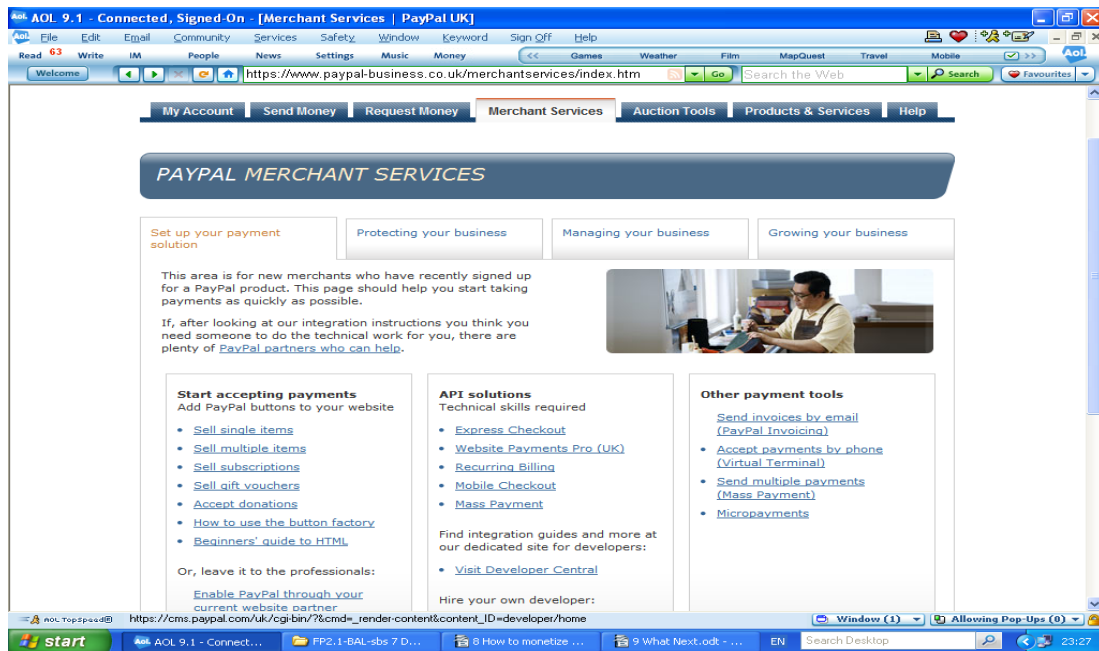 AOL 9.1 - Connected, Signed-On - [Merchant Services | PayPal UK]
File Edit Email Community Services Safety Window Keyword Sign Off Help
Read 63 Write IM People News Settings Music Money << Games Weather Film MapQuest Travel Mobile >> AOL
Welcome https://www.paypal-business.co.uk/merchantservices/index.htm Go Search the Web Search Favourites
My Account Send Money Request Money Merchant Services Auction Tools Products & Services Help
PAYPAL MERCHANT SERVICES
Set up your payment
solution
Protecting your business
Managing your business
Growing your business
This area is for new merchants who have recently signed up
for a PayPal product. This page should help you start taking
payments as quickly as possible.
If, after looking at our integration instructions you think you
need someone to do the technical work for you, there are
plenty of PayPal partners who can help.
Start accepting payments
Add PayPal buttons to your website
• Sell single items
• Sell multiple items
• Sell subscriptions
• Sell gift vouchers
• Accept donations
• How to use the button factory
• Beginners' guide to HTML
Or, leave it to the professionals:
Enable PayPal through your
current website partner
API solutions
Technical skills required
• Express Checkout
• Website Payments Pro (UK)
• Recurring Billing
• Mobile Checkout
• Mass Payment
Find integration guides and more at
our dedicated site for developers:
• Visit Developer Central
Hire your own developer:
Other payment tools
Send invoices by email
(PayPal Invoicing)
• Accept payments by phone
(Virtual Terminal)
• Send multiple payments
(Mass Payment)
• Micropayments
AOL TopSpeed® https://cms.paypal.com/uk/cgi-bin/?&cmd=_render-content&content_ID=developer/home Window (1) Allowing Pop-Ups (0)
start AOL 9.1 - Connect... FP2.1-BAL-sbs 7 D... 8 How to monetize ... 9 What Next.odt - ... EN Search Desktop 23:27